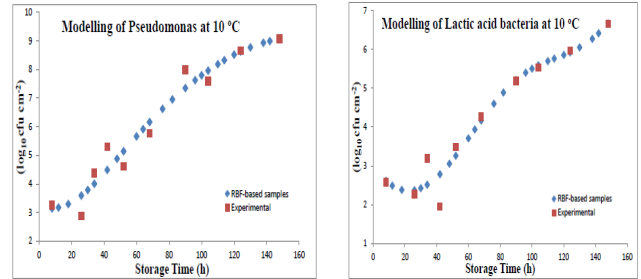 Modelling of Pseudomonas at 10 °C
(log₁₀ cfu cm⁻²)
10
9
8
7
6
5
4
3
2
0 20 40 60 80 100 120 140 160
RBF-based samples
Experimental
Storage Time (h)
Modelling of Lactic acid bacteria at 10 °C
(log₁₀ cfu cm⁻²)
7
6
5
4
3
2
1
0 20 40 60 80 100 120 140 160
RBF-based samples
Experimental
Storage Time (h)